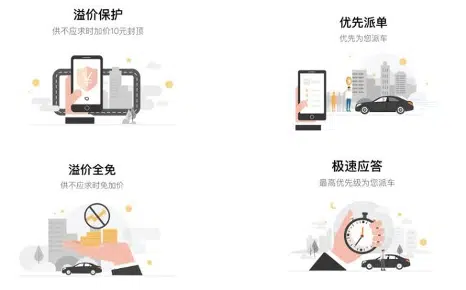 溢价保护
供不应求时加价10元封顶
优先派单
优先为您派车
溢价全免
供不应求时免加价
极速应答
最高优先级为您派车